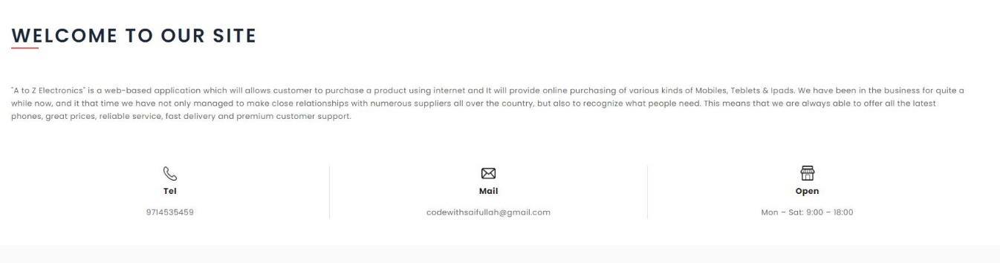 WELCOME TO OUR SITE
"A to Z Electronics" is a web-based application which will allows customer to purchase a product using internet and It will provide online purchasing of various kinds of Mobiles, Teblets & Ipads. We have been in the business for quite a
while now, and it that time we have not only managed to make close relationships with numerous suppliers all over the country, but also to recognize what people need. This means that we are always able to offer all the latest
phones, great prices, reliable service, fast delivery and premium customer support.
Tel
9714535459
Mail
codewithsaifullah@gmail.com
Open
Mon – Sat: 9:00 – 18:00